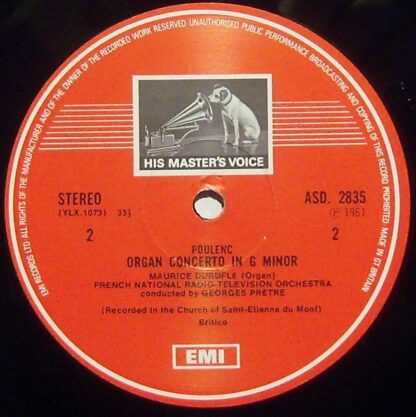 EMI RECORDS LTD ALL RIGHTS OF THE MANUFACTURER AND OF THE OWNER OF THE RECORDED WORK RESERVED UNAUTHORISED PUBLIC PERFORMANCE BROADCASTING AND COPYING OF THIS RECORD PROHIBITED MADE IN GT BRITAIN
HIS MASTER'S VOICE
STEREO
ASD. 2835
(YLX.1073) 33⅓
℗ 1961
2
2
POULENC
ORGAN CONCERTO IN G MINOR
MAURICE DURUFLE (Organ)
FRENCH NATIONAL RADIO-TELEVISION ORCHESTRA
conducted by GEORGES PRÊTRE
(Recorded in the Church of Saint-Etienne du Mont)
Britico
EMI